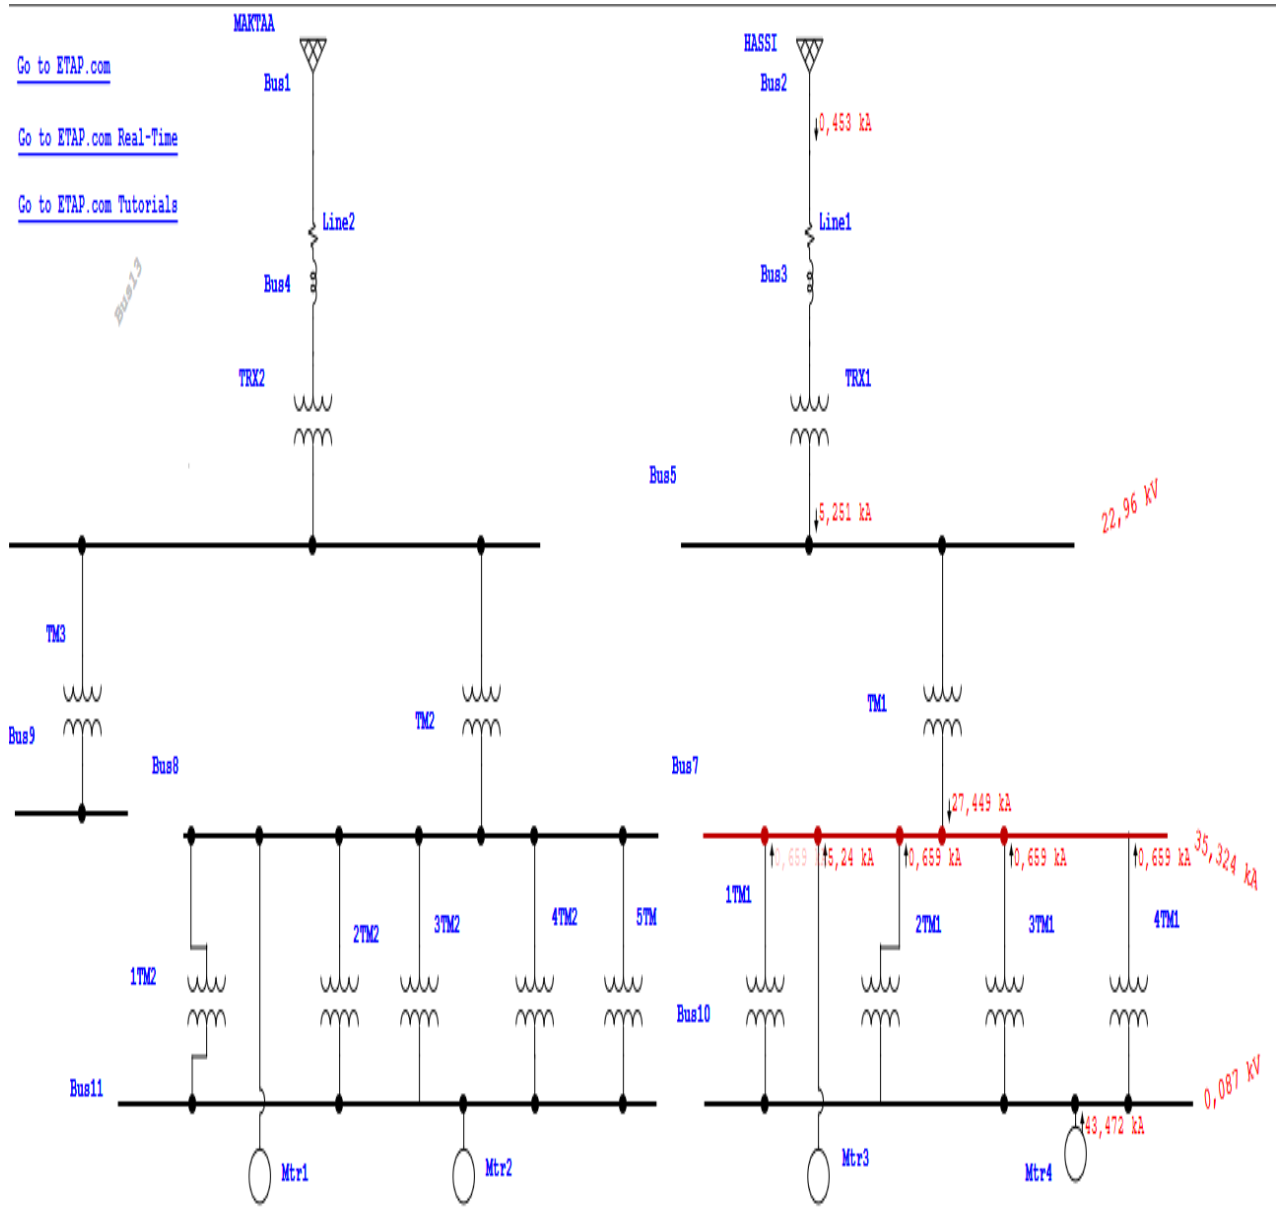 MAKTAA
HASSI
Go to ETAP.com
Bus1
Bus2
0,453 kA
Go to ETAP.com Real-Time
Go to ETAP.com Tutorials
Line2
Line1
Bus13
Bus4
Bus3
TRX2
TRX1
Bus5
5,251 kA
22,96 kV
TM3
TM2
TM1
Bus9
Bus8
Bus7
27,449 kA
0,659
5,24 kA
0,659 kA
0,659 kA
0,659 kA
35,324 kA
1TM1
2TM2
3TM2
4TM2
5TM
2TM1
3TM1
4TM1
1TM2
Bus10
Bus11
0,087 kV
43,472 kA
Mtr1
Mtr2
Mtr3
Mtr4